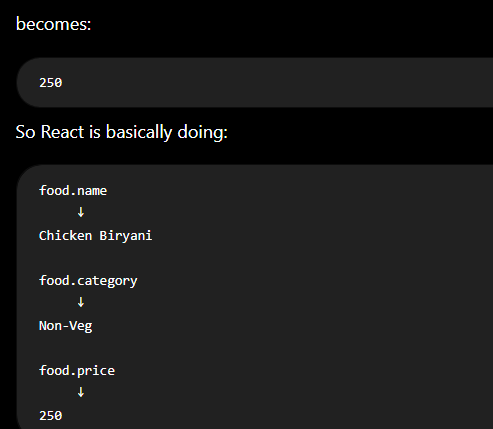 becomes:
250
So React is basically doing:
food.name
↓
Chicken Biryani
food.category
↓
Non-Veg
food.price
↓
250